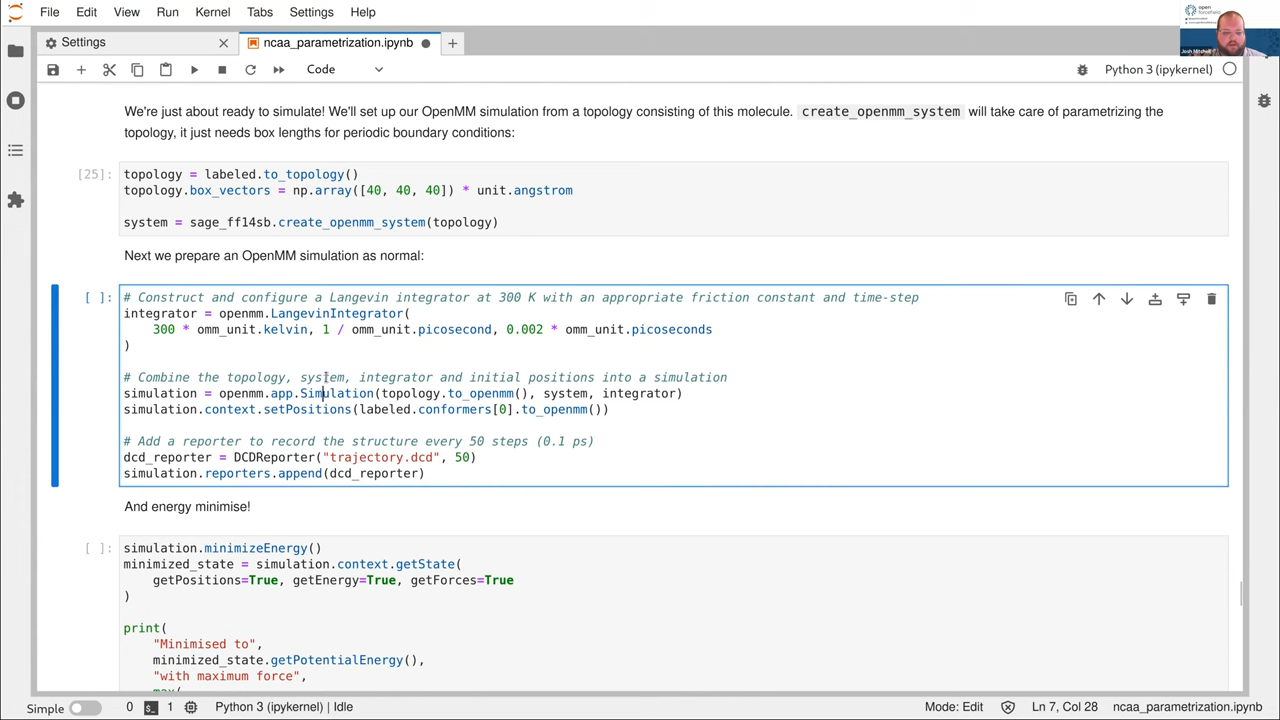 File Edit View Run Kernel Tabs Settings Help
open
forcefield
Josh Mitchell
Settings
ncaa_parametrization.ipynb
Code
Python 3 (ipykernel)
We're just about ready to simulate! We'll set up our OpenMM simulation from a topology consisting of this molecule. create_openmm_system will take care of parametrizing the
topology, it just needs box lengths for periodic boundary conditions:
[25]:
topology = labeled.to_topology()
topology.box_vectors = np.array([40, 40, 40]) * unit.angstrom
system = sage_ff14sb.create_openmm_system(topology)
Next we prepare an OpenMM simulation as normal:
[ ]:
# Construct and configure a Langevin integrator at 300 K with an appropriate friction constant and time-step
integrator = openmm.LangevinIntegrator(
300 * omm_unit.kelvin, 1 / omm_unit.picosecond, 0.002 * omm_unit.picoseconds
)
# Combine the topology, system, integrator and initial positions into a simulation
simulation = openmm.app.Simulation(topology.to_openmm(), system, integrator)
simulation.context.setPositions(labeled.conformers[0].to_openmm())
# Add a reporter to record the structure every 50 steps (0.1 ps)
dcd_reporter = DCDReporter("trajectory.dcd", 50)
simulation.reporters.append(dcd_reporter)
And energy minimise!
[ ]:
simulation.minimizeEnergy()
minimized_state = simulation.context.getState(
getPositions=True, getEnergy=True, getForces=True
)
print(
"Minimised to",
minimized_state.getPotentialEnergy(),
"with maximum force",
max(
Simple 0 1 Python 3 (ipykernel) | Idle Mode: Edit Ln 7, Col 28 ncaa_parametrization.ipynb